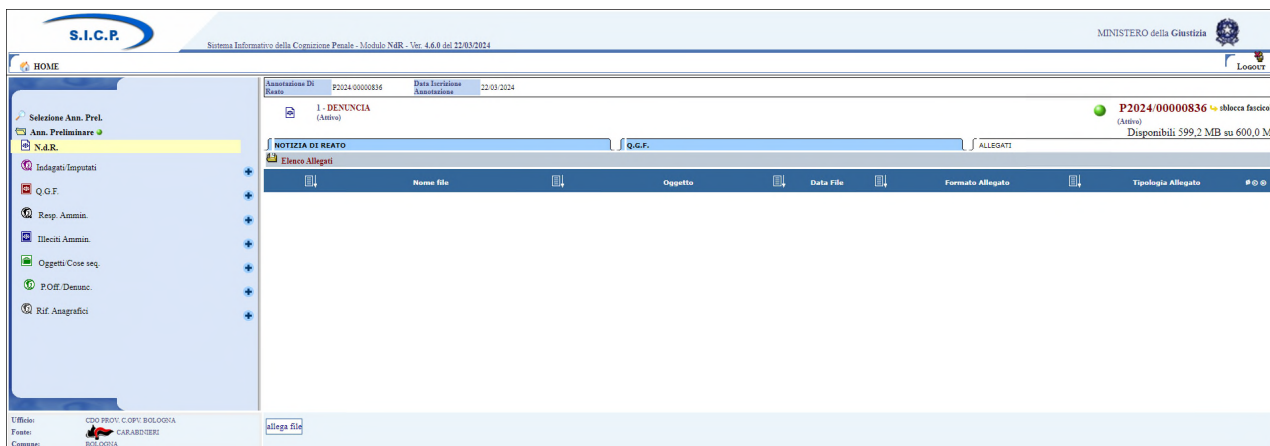 S.I.C.P.
Sistema Informativo della Cognizione Penale - Modulo NdR - Ver. 4.6.0 del 22/03/2024
MINISTERO della Giustizia
HOME
LOGOUT
Annotazione Di Reato P2024/00000836 Data Iscrizione Annotazione 22/03/2024
1 - DENUNCIA
(Attivo)
P2024/00000836 sblocca fascico
(Attivo)
Disponibili 599,2 MB su 600,0 M
NOTIZIA DI REATO Q.G.F. ALLEGATI
Elenco Allegati
Nome file Oggetto Data File Formato Allegato Tipologia Allegato
Selezione Ann. Prel.
Ann. Preliminare
N.d.R.
Indagati/Imputati
Q.G.F.
Resp. Ammin.
Illeciti Ammin.
Oggetti/Cose seq.
P.Off./Denunc.
Rif. Anagrafici
Ufficio: CDO PROV. C.OPV. BOLOGNA
Fonte: CARABINIERI
Comune: BOLOGNA
allega file